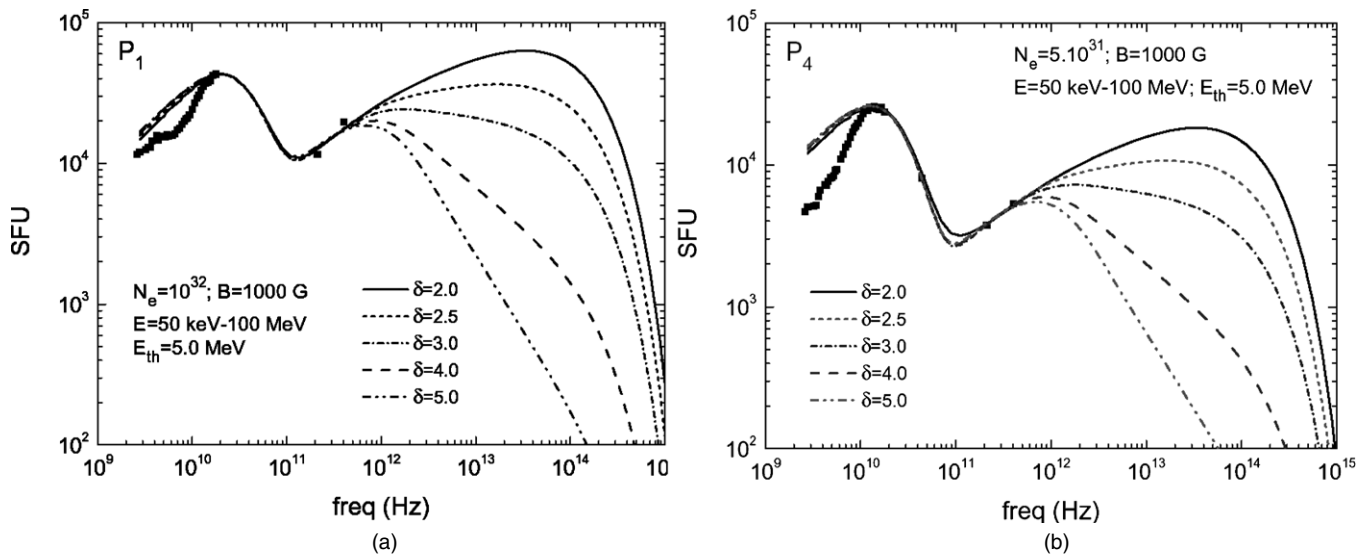 10^5
10^4
10^3
10^2
SFU
P_1
N_e=10^32; B=1000 G
E=50 keV-100 MeV
E_th=5.0 MeV
δ=2.0
δ=2.5
δ=3.0
δ=4.0
δ=5.0
10^9 10^10 10^11 10^12 10^13 10^14 10
freq (Hz)
(a)
10^5
10^4
10^3
10^2
SFU
P_4
N_e=5.10^31; B=1000 G
E=50 keV-100 MeV; E_th=5.0 MeV
δ=2.0
δ=2.5
δ=3.0
δ=4.0
δ=5.0
10^9 10^10 10^11 10^12 10^13 10^14 10^15
freq (Hz)
(b)